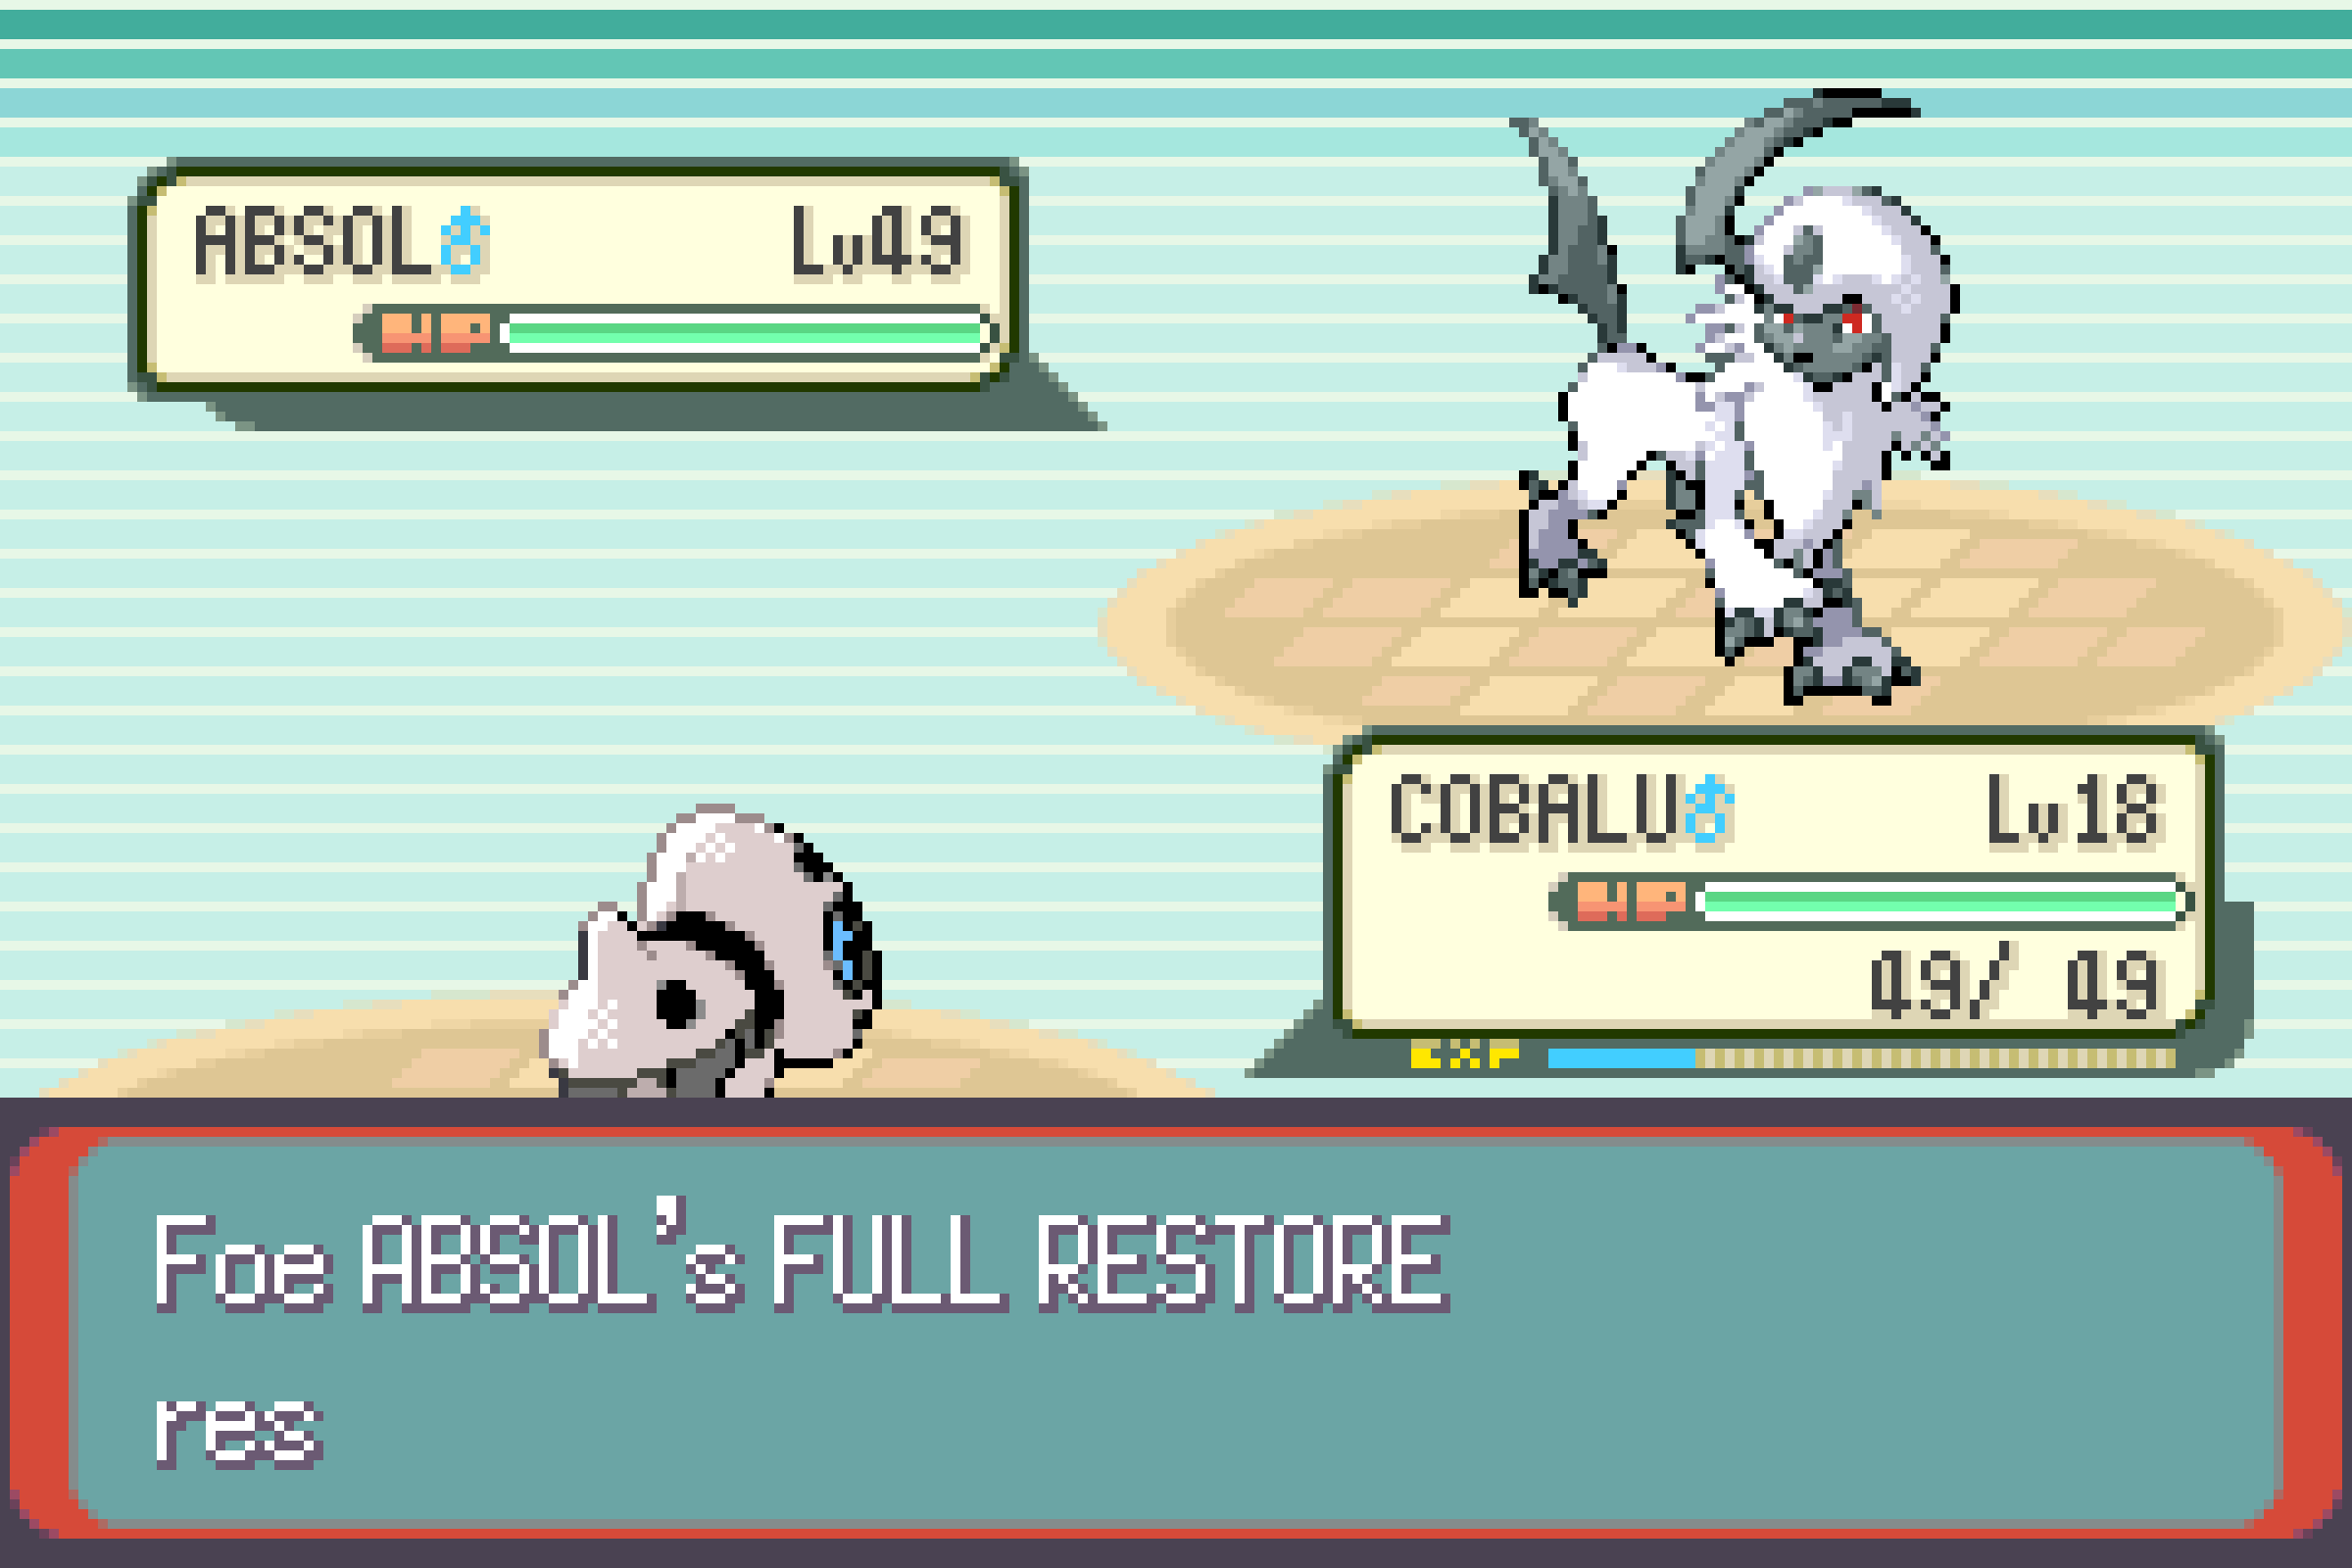 ABSOL♂ Lv49
HP
COBALU♂ Lv18
HP
49/ 49
EXP
Foe ABSOL's FULL RESTORE
res